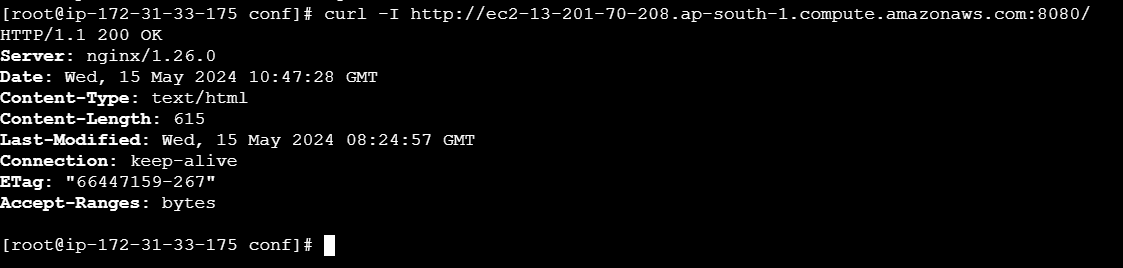 [root@ip-172-31-33-175 conf]# curl -I http://ec2-13-201-70-208.ap-south-1.compute.amazonaws.com:8080/
HTTP/1.1 200 OK
Server: nginx/1.26.0
Date: Wed, 15 May 2024 10:47:28 GMT
Content-Type: text/html
Content-Length: 615
Last-Modified: Wed, 15 May 2024 08:24:57 GMT
Connection: keep-alive
ETag: "66447159-267"
Accept-Ranges: bytes
[root@ip-172-31-33-175 conf]#